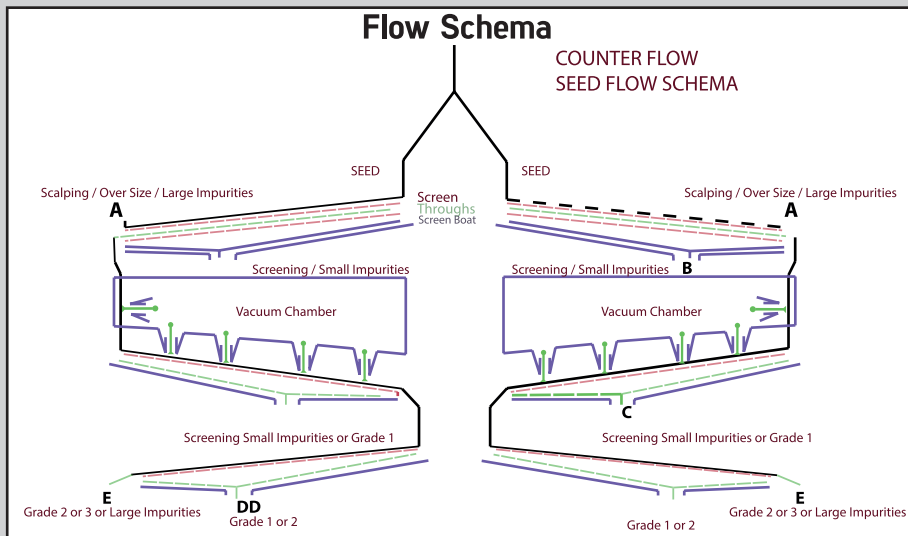 Flow Schema
COUNTER FLOW
SEED FLOW SCHEMA
SEED
SEED
Scalping / Over Size / Large Impurities
A
Screen
Throughs
Screen Boat
Scalping / Over Size / Large Impurities
A
Screening / Small Impurities
Screening / Small Impurities
B
Vacuum Chamber
Vacuum Chamber
C
Screening Small Impurities or Grade 1
Screening Small Impurities or Grade 1
E
Grade 2 or 3 or Large Impurities
DD
Grade 1 or 2
Grade 1 or 2
E
Grade 2 or 3 or Large Impurities